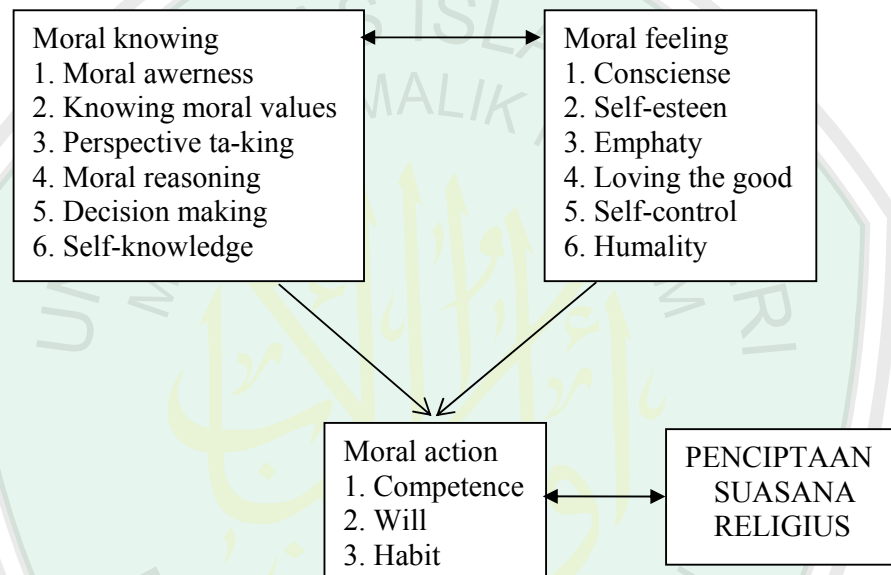 Moral knowing
1. Moral awerness
2. Knowing moral values
3. Perspective ta-king
4. Moral reasoning
5. Decision making
6. Self-knowledge
Moral feeling
1. Consciense
2. Self-esteen
3. Emphaty
4. Loving the good
5. Self-control
6. Humality
Moral action
1. Competence
2. Will
3. Habit
PENCIPTAAN
SUASANA
RELIGIUS